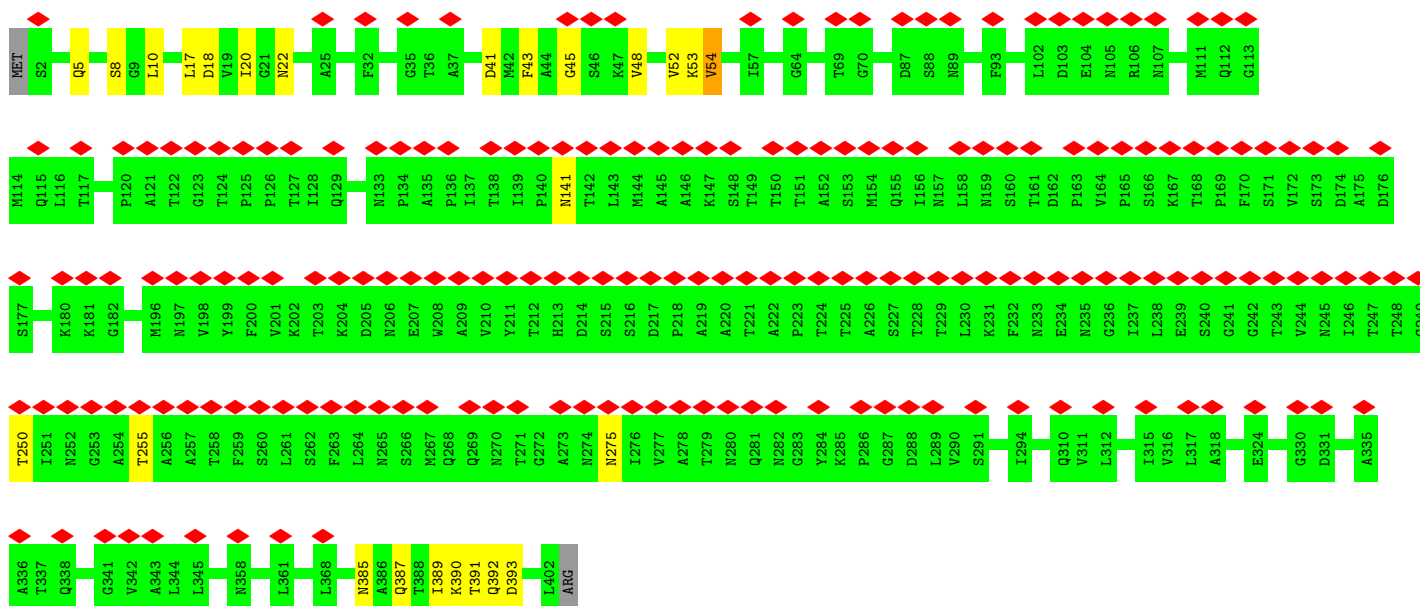 MET S2 Q5 S8 G9 L10 L17 D18 V19 I20 G21 N22 A25 F32 G35 T36 A37 D41 M42 F43 A44 G45 S46 K47 V48 V52 K53 V54 I57 G64 T69 G70 D87 S88 N89 F93 L102 D103 E104 N105 R106 N107 M111 Q112 G113
M114 Q115 L116 T117 P120 A121 T122 G123 T124 P125 P126 T127 I128 Q129 N133 P134 A135 P136 I137 T138 I139 P140 N141 T142 L143 M144 A145 A146 K147 S148 T149 T150 T151 A152 S153 M154 Q155 I156 N157 L158 N159 S160 T161 D162 P163 V164 P165 S166 K167 T168 P169 F170 S171 V172 S173 D174 A175 D176
S177 K180 K181 G182 M196 N197 V198 Y199 F200 V201 K202 T203 K204 D205 N206 E207 W208 A209 V210 Y211 T212 H213 D214 S215 S216 D217 P218 A219 A220 T221 A222 P223 T224 T225 A226 S227 T228 T229 L230 K231 F232 N233 E234 N235 G236 I237 L238 E239 S240 G241 G242 T243 V244 N245 I246 T247 T248 G249
T250 I251 N252 G253 A254 T255 A256 A257 T258 F259 S260 L261 S262 F263 L264 N265 S266 M267 Q268 Q269 N270 T271 G272 A273 N274 N275 I276 V277 A278 T279 N280 Q281 N282 G283 Y284 K285 P286 G287 D288 L289 V290 S291 I294 Q310 V311 L312 I315 V316 L317 A318 E324 G330 D331 A335
A336 T337 Q338 G341 V342 A343 L344 L345 N358 L361 L368 N385 A386 Q387 T388 I389 K390 T391 Q392 D393 L402 ARG